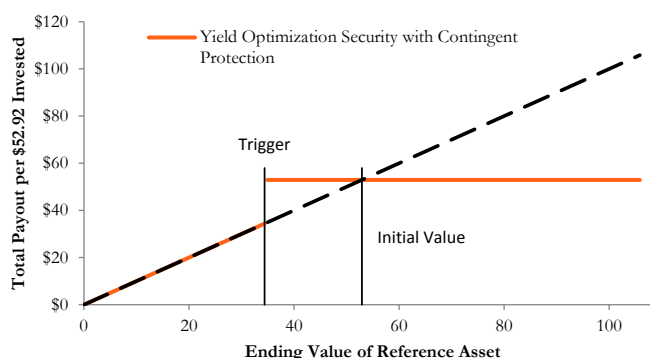 $120
Yield Optimization Security with Contingent
Protection
$100
$80
$60
$40
$20
$0
Total Payout per $52.92 Invested
Trigger
Initial Value
0 20 40 60 80 100
Ending Value of Reference Asset